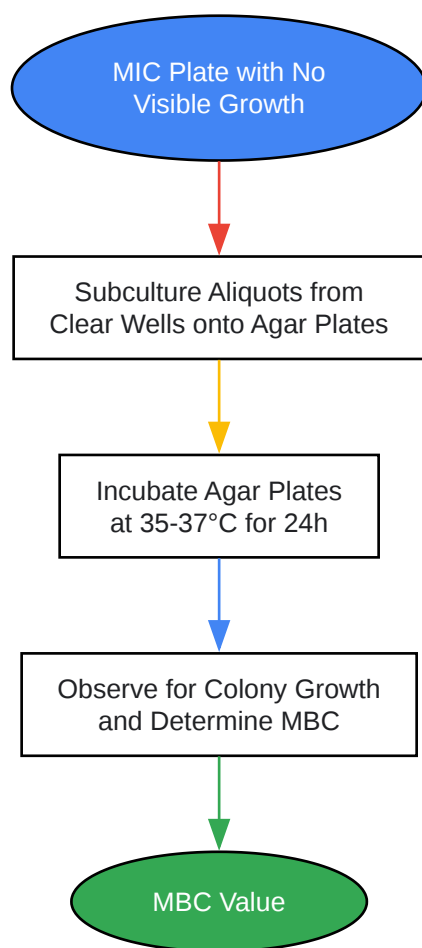 MIC Plate with No
Visible Growth
Subculture Aliquots from
Clear Wells onto Agar Plates
Incubate Agar Plates
at 35-37°C for 24h
Observe for Colony Growth
and Determine MBC
MBC Value